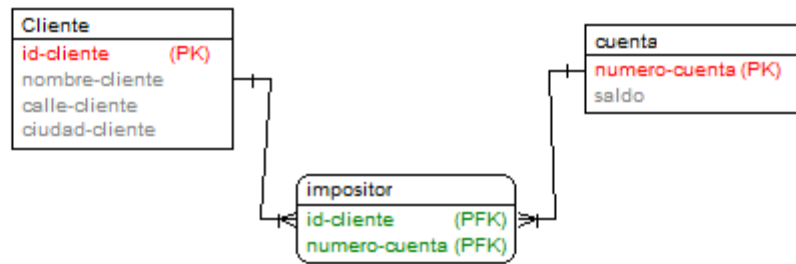 Cliente
id-cliente (PK)
nombre-cliente
calle-cliente
ciudad-cliente
cuenta
numero-cuenta (PK)
saldo
impositor
id-cliente (PFK)
numero-cuenta (PFK)